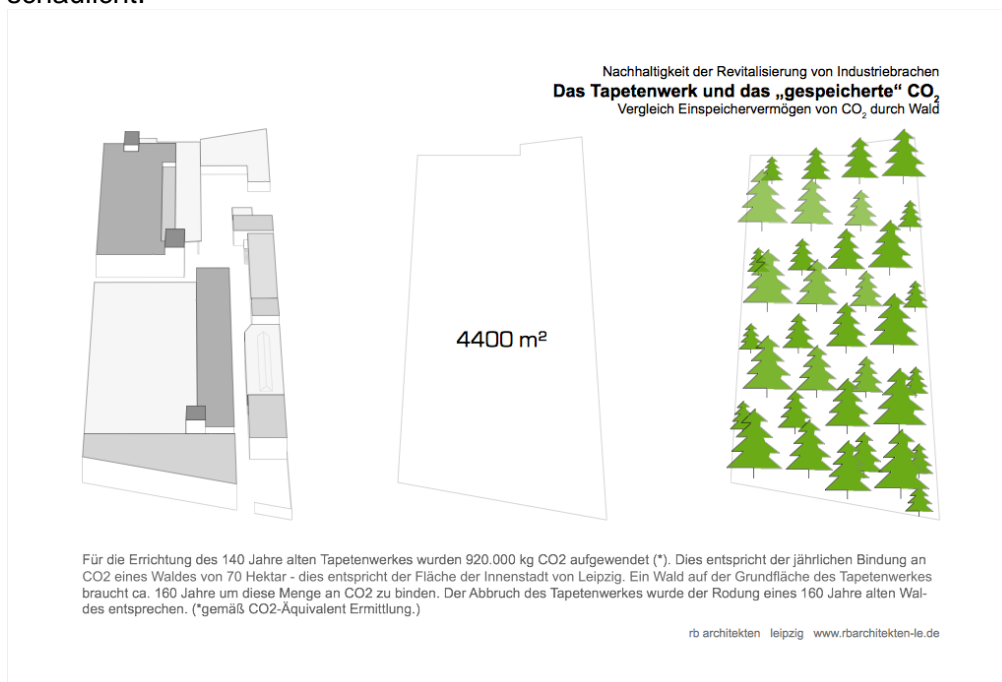 schaulicht.
Nachhaltigkeit der Revitalisierung von Industriebrachen
Das Tapetenwerk und das „gespeicherte“ CO2
Vergleich Einspeichervermögen von CO2 durch Wald
4400 m²
Für die Errichtung des 140 Jahre alten Tapetenwerkes wurden 920.000 kg CO2 aufgewendet (*). Dies entspricht der jährlichen Bindung an
CO2 eines Waldes von 70 Hektar - dies entspricht der Fläche der Innenstadt von Leipzig. Ein Wald auf der Grundfläche des Tapetenwerkes
braucht ca. 160 Jahre um diese Menge an CO2 zu binden. Der Abbruch des Tapetenwerkes wurde der Rodung eines 160 Jahre alten Wal-
des entsprechen. (*gemäß CO2-Äquivalent Ermittlung.)
rb architekten leipzig www.rbarchitekten-le.de